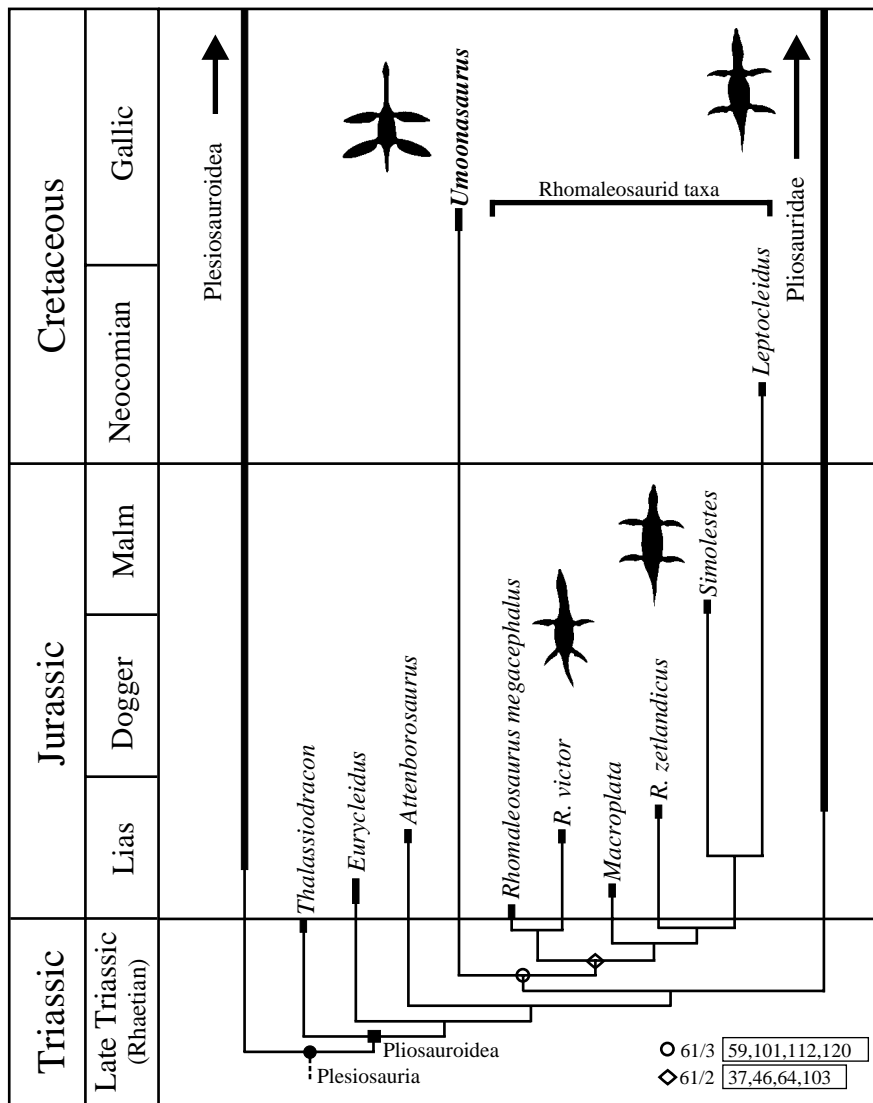 Cretaceous
Jurassic
Triassic
Gallic
Neocomian
Malm
Dogger
Lias
Late Triassic
(Rhaetian)
Plesiosauroidea
Umoonasaurus
Rhomaleosaurid taxa
Pliosauridae
Leptocleidus
Simolestes
Thalassiodracon
Eurycleidus
Attenborosaurus
Rhomaleosaurus megacephalus
R. victor
Macroplata
R. zetlandicus
Pliosauroidea
Plesiosauria
61/3 59,101,112,120
61/2 37,46,64,103